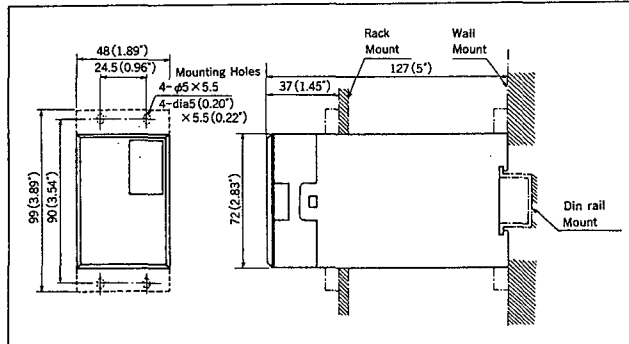 48 (1.89")
24.5 (0.96")
Mounting Holes
4-φ5×5.5
4-dia5 (0.20")
×5.5 (0.22")
99 (3.89")
90 (3.54")
Rack
Mount
Wall
Mount
127 (5")
37 (1.45")
72 (2.83")
Din rail
Mount